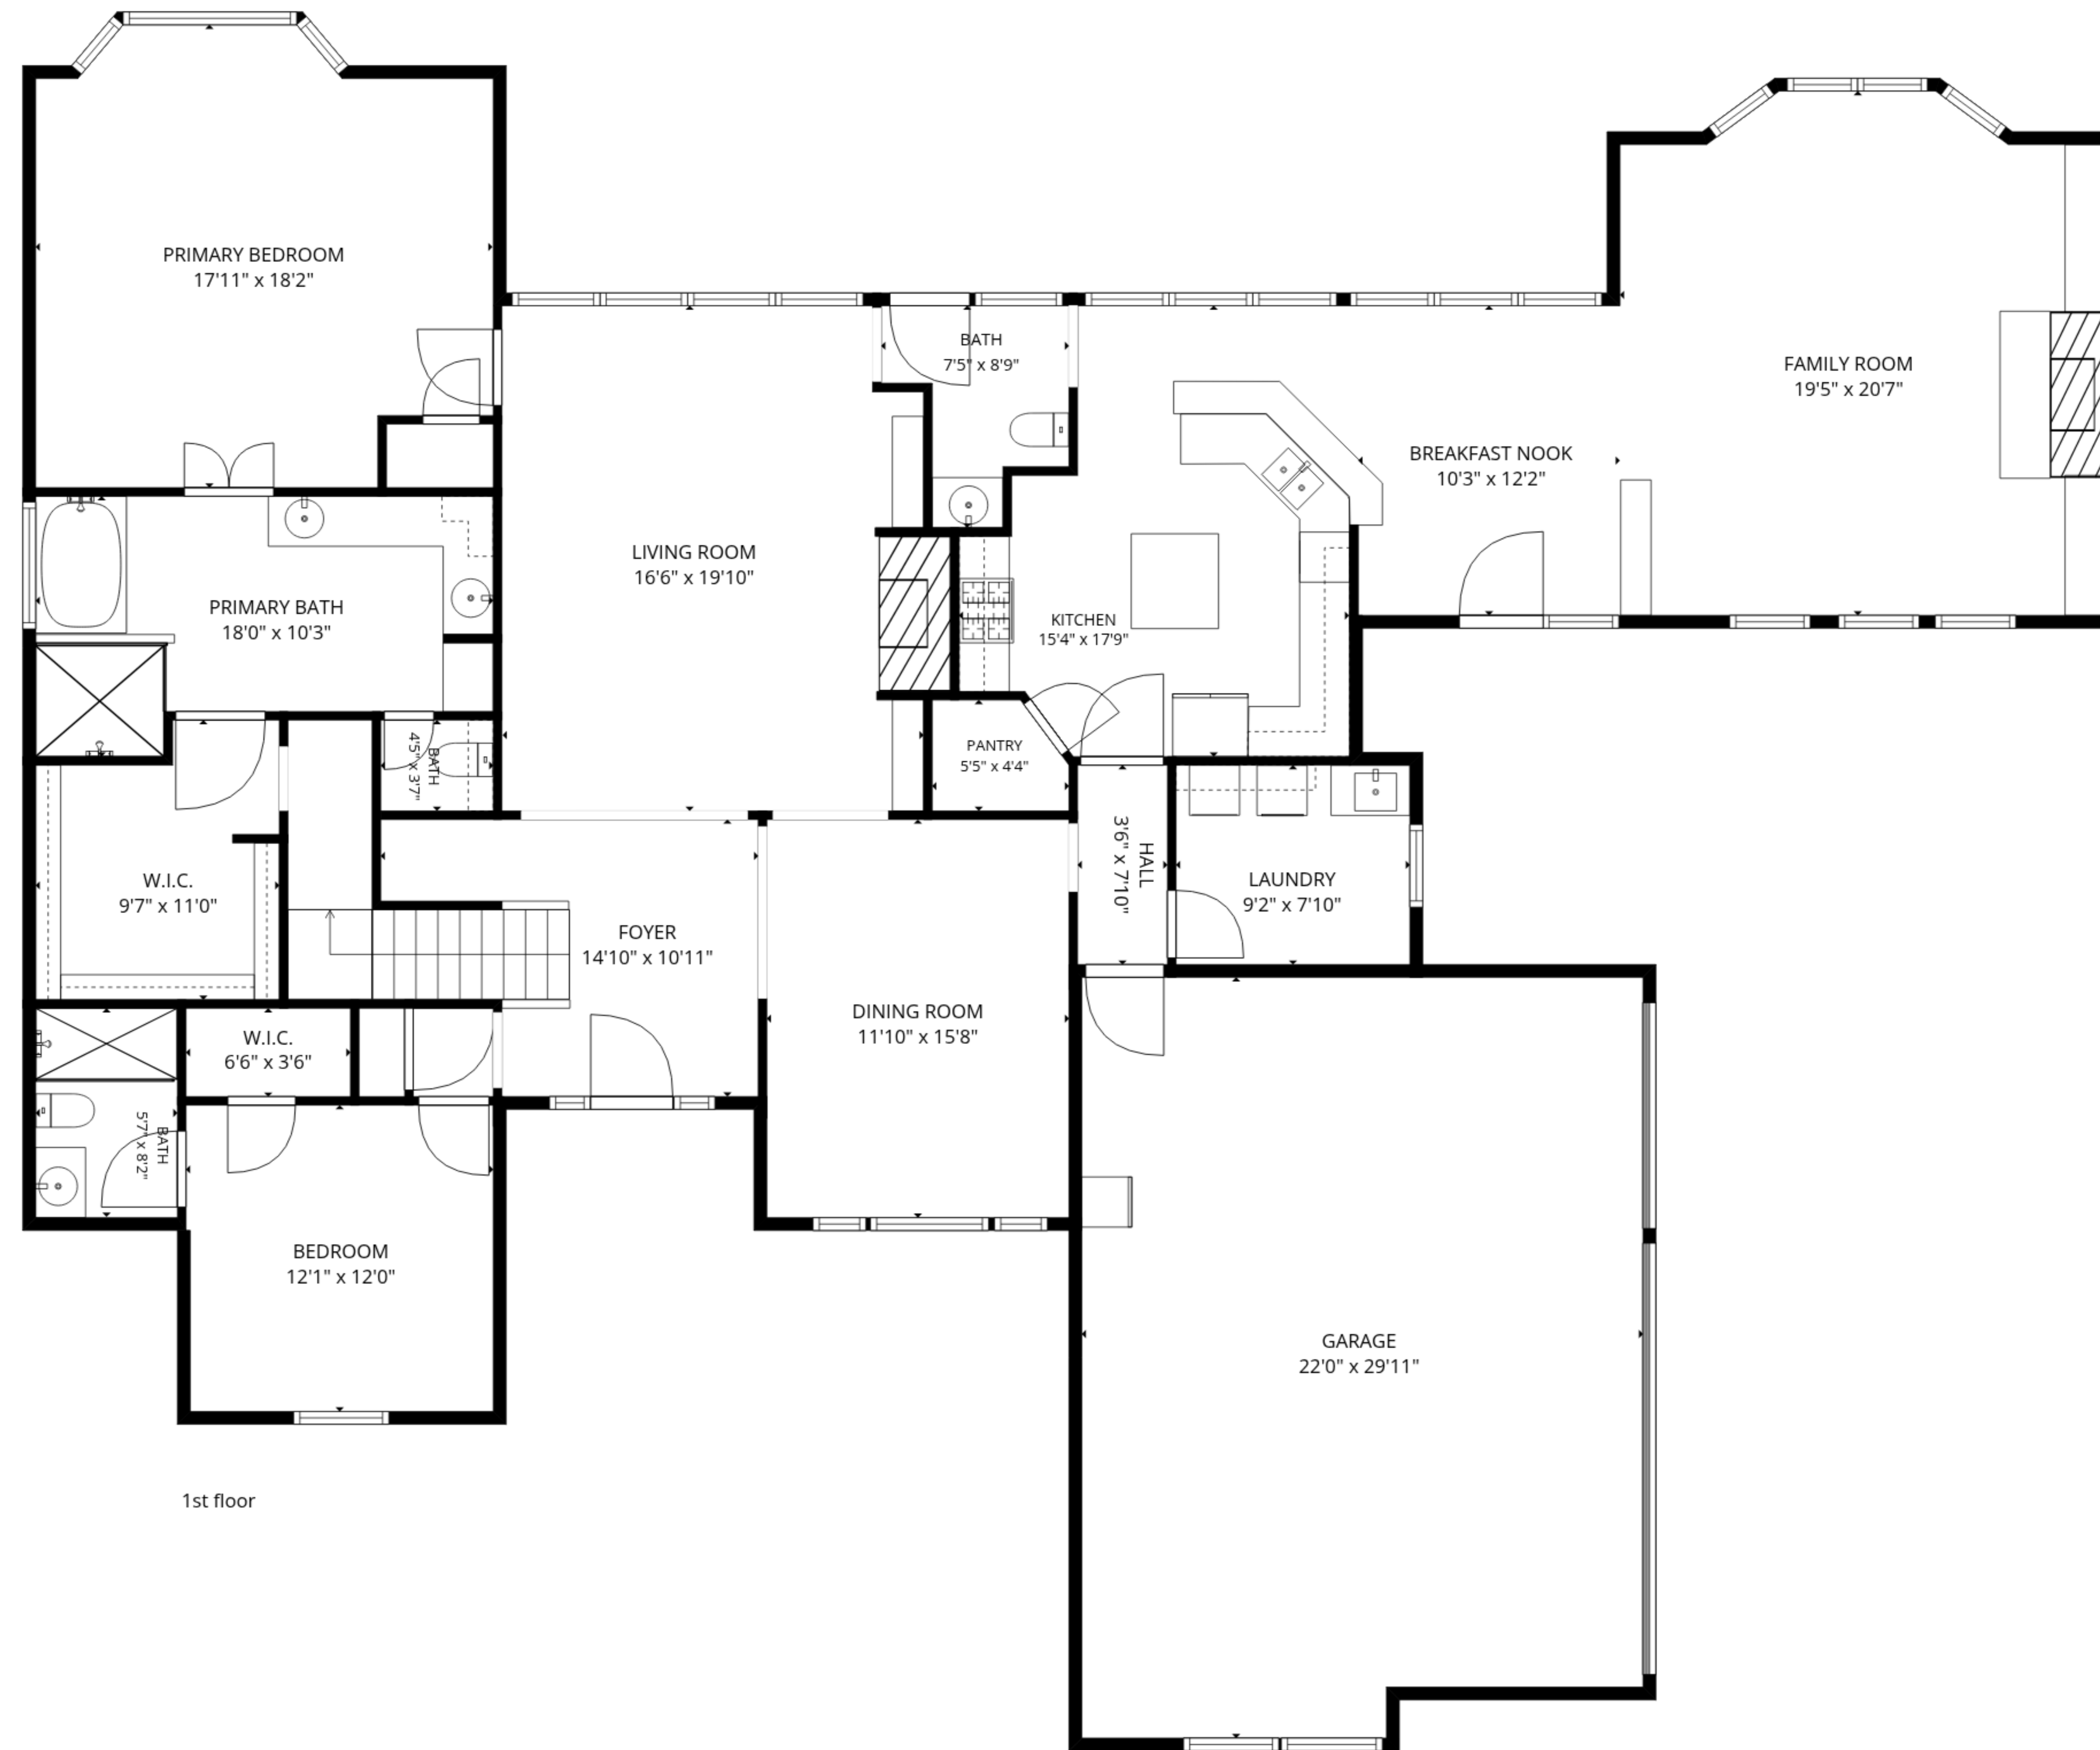 PRIMARY BEDROOM
17'11" x 18'2"
BATH
7'5" x 8'9"
FAMILY ROOM
19'5" x 20'7"
BREAKFAST NOOK
10'3" x 12'2"
LIVING ROOM
16'6" x 19'10"
PRIMARY BATH
18'0" x 10'3"
KITCHEN
15'4" x 17'9"
BATH
4'5" x 3'7"
PANTRY
5'5" x 4'4"
HALL
3'6" x 7'10"
W.I.C.
9'7" x 11'0"
LAUNDRY
9'2" x 7'10"
FOYER
14'10" x 10'11"
DINING ROOM
11'10" x 15'8"
W.I.C.
6'6" x 3'6"
BATH
5'7" x 8'2"
BEDROOM
12'1" x 12'0"
GARAGE
22'0" x 29'11"
1st floor